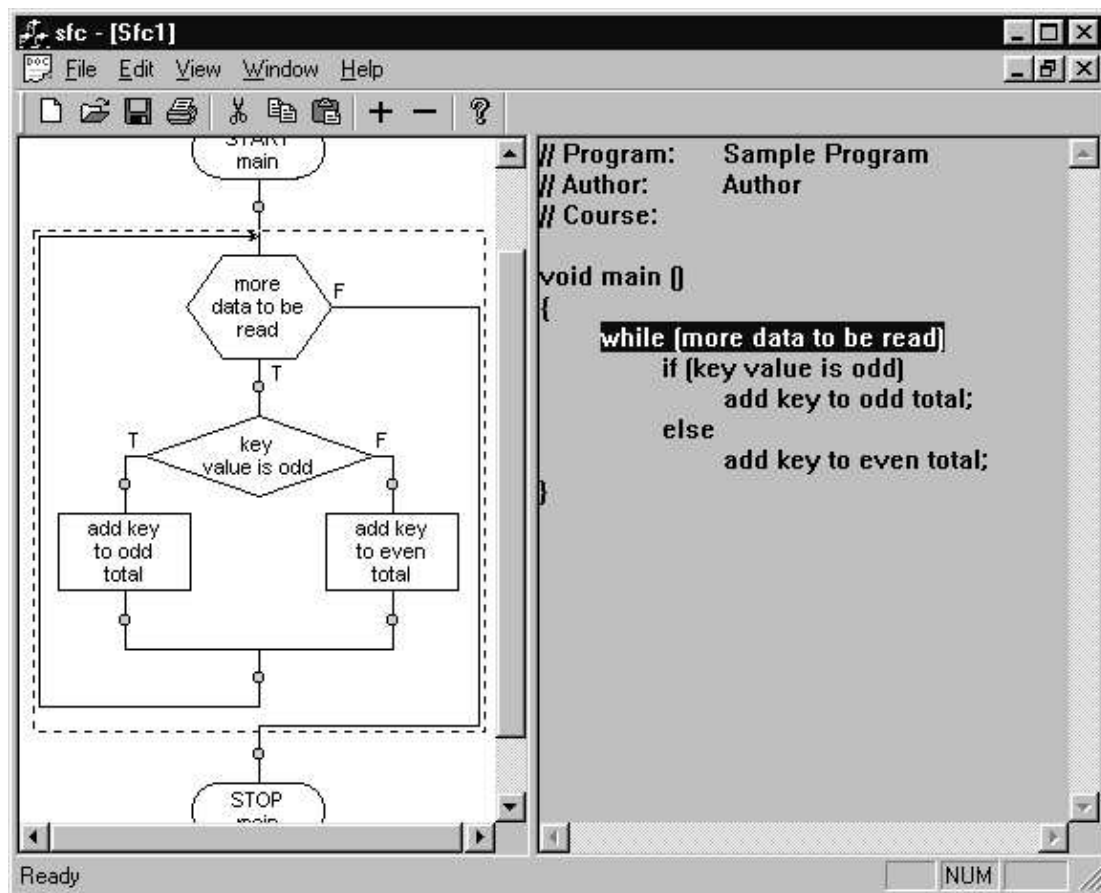 sfc - [Sfc1]
File Edit View Window Help
START
main
more
data to be
read
F
T
key
value is odd
T
F
add key
to odd
total
add key
to even
total
STOP
main
// Program: Sample Program
// Author: Author
// Course:
void main ()
{
while (more data to be read)
if (key value is odd)
add key to odd total;
else
add key to even total;
}
Ready
NUM